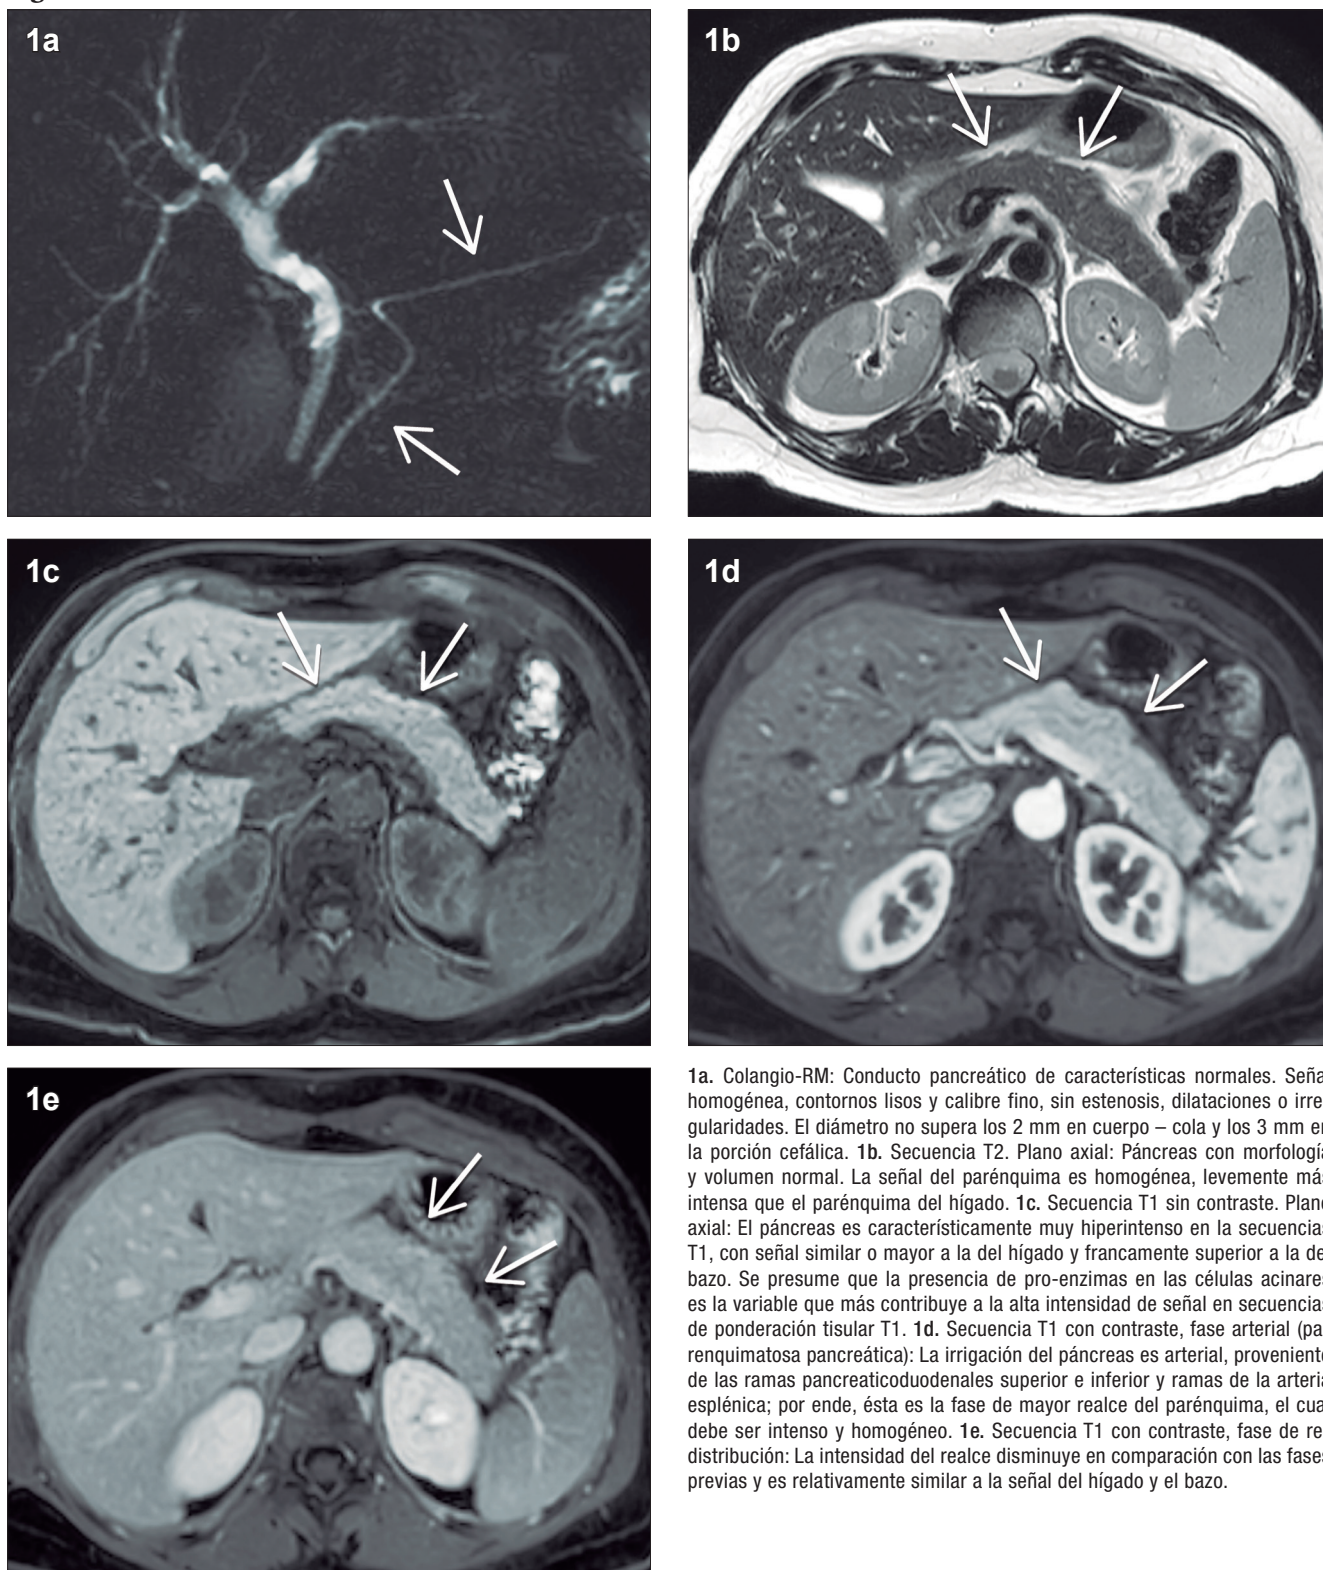 1a
1b
1c
1d
1e
1a. Colangio-RM: Conducto pancreático de características normales. Seña
homogénea, contornos lisos y calibre fino, sin estenosis, dilataciones o irre
gularidades. El diámetro no supera los 2 mm en cuerpo – cola y los 3 mm en
la porción cefálica. 1b. Secuencia T2. Plano axial: Páncreas con morfología
y volumen normal. La señal del parénquima es homogénea, levemente má
intensa que el parénquima del hígado. 1c. Secuencia T1 sin contraste. Plano
axial: El páncreas es característicamente muy hiperintenso en la secuencia
T1, con señal similar o mayor a la del hígado y francamente superior a la de
bazo. Se presume que la presencia de pro-enzimas en las células acinare
es la variable que más contribuye a la alta intensidad de señal en secuencia
de ponderación tisular T1. 1d. Secuencia T1 con contraste, fase arterial (pa
renquimatosa pancreática): La irrigación del páncreas es arterial, proveniente
de las ramas pancreaticoduodenales superior e inferior y ramas de la arteria
esplénica; por ende, ésta es la fase de mayor realce del parénquima, el cua
debe ser intenso y homogéneo. 1e. Secuencia T1 con contraste, fase de re
distribución: La intensidad del realce disminuye en comparación con las fase
previas y es relativamente similar a la señal del hígado y el bazo.